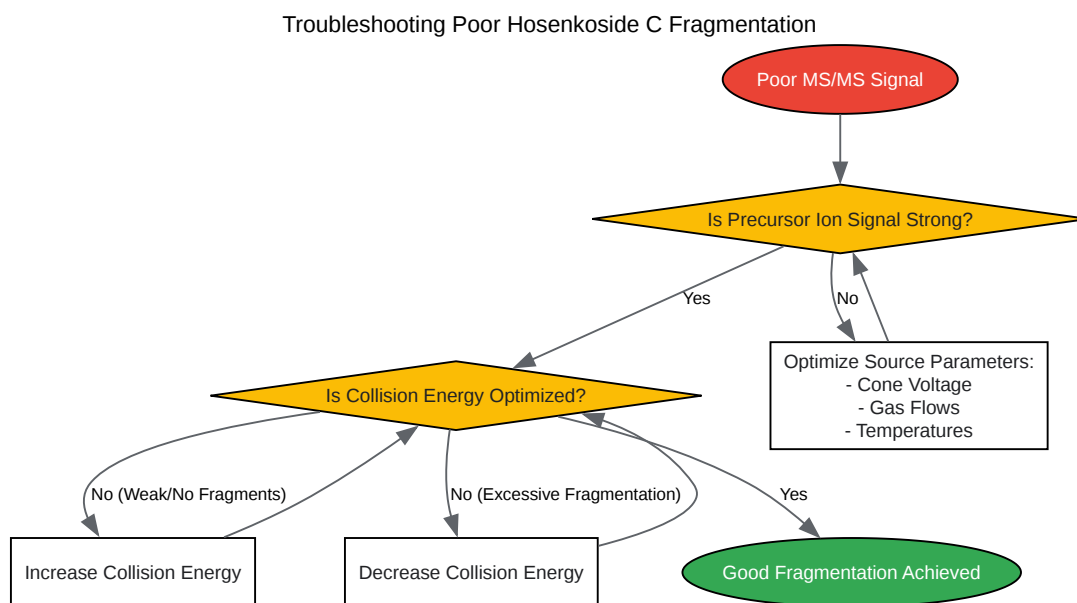 Troubleshooting Poor Hosenkoside C Fragmentation
Poor MS/MS Signal
Is Precursor Ion Signal Strong?
Yes
No
Optimize Source Parameters:
- Cone Voltage
- Gas Flows
- Temperatures
Is Collision Energy Optimized?
No (Weak/No Fragments)
No (Excessive Fragmentation)
Yes
Increase Collision Energy
Decrease Collision Energy
Good Fragmentation Achieved